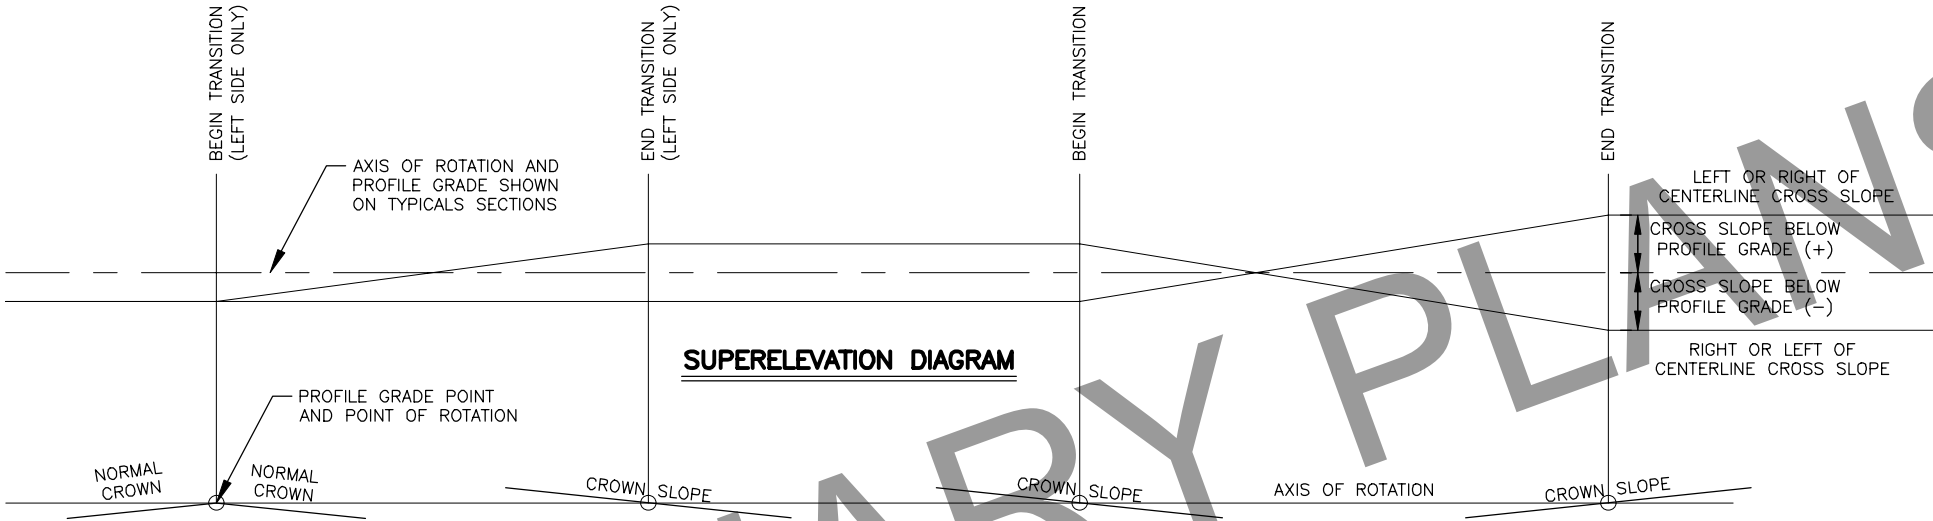 BEGIN TRANSITION
(LEFT SIDE ONLY)
END TRANSITION
(LEFT SIDE ONLY)
BEGIN TRANSITION
END TRANSITION
AXIS OF ROTATION AND
PROFILE GRADE SHOWN
ON TYPICALS SECTIONS
LEFT OR RIGHT OF
CENTERLINE CROSS SLOPE
CROSS SLOPE BELOW
PROFILE GRADE (+)
CROSS SLOPE BELOW
PROFILE GRADE (-)
RIGHT OR LEFT OF
CENTERLINE CROSS SLOPE
SUPERELEVATION DIAGRAM
PROFILE GRADE POINT
AND POINT OF ROTATION
NORMAL
CROWN
NORMAL
CROWN
CROWN SLOPE
CROWN SLOPE
AXIS OF ROTATION
CROWN SLOPE
ARY PLANS